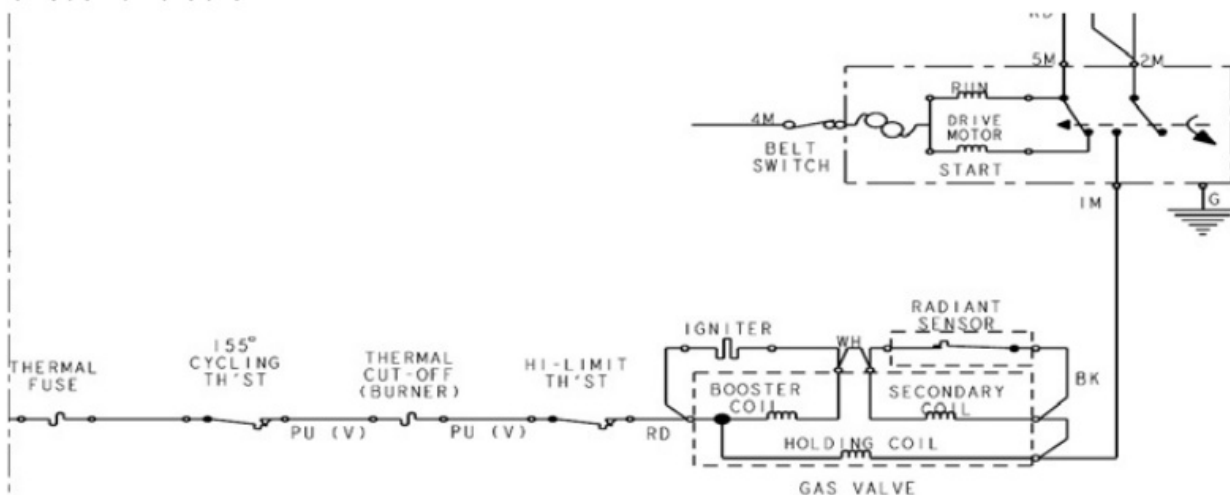 5M
2M
RUN
4M
DRIVE
MOTOR
BELT
SWITCH
START
1M
G
RADIANT
SENSOR
IGNITER
WH
155°
CYCLING
TH'ST
THERMAL
FUSE
THERMAL
CUT-OFF
(BURNER)
HI-LIMIT
TH'ST
BK
BOOSTER
COIL
SECONDARY
COIL
PU (V)
PU (V)
RD
HOLDING COIL
GAS VALVE